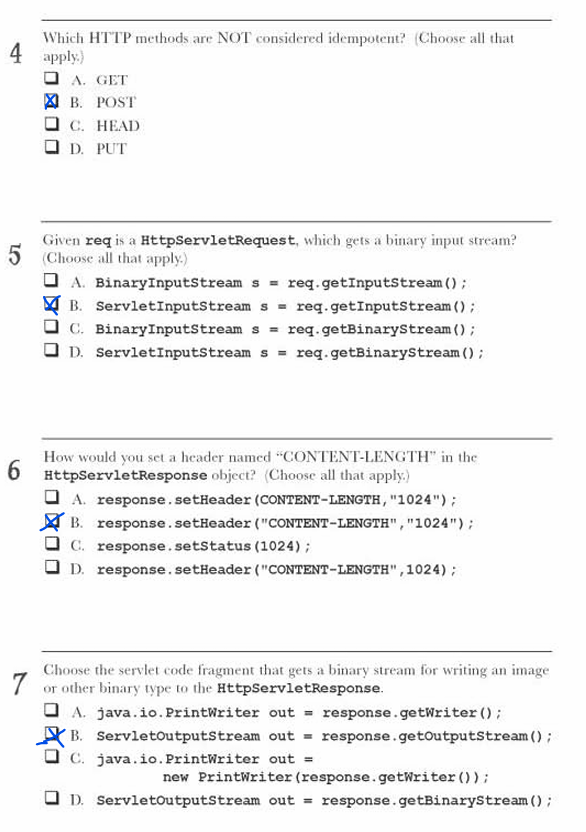 4
Which HTTP methods are NOT considered idempotent? (Choose all that
apply.)
A. GET
B. POST
C. HEAD
D. PUT
5
Given req is a HttpServletRequest, which gets a binary input stream?
(Choose all that apply.)
A. BinaryInputStream s = req.getInputStream();
B. ServletInputStream s = req.getInputStream();
C. BinaryInputStream s = req.getBinaryStream();
D. ServletInputStream s = req.getBinaryStream();
6
How would you set a header named “CONTENT-LENGTH” in the
HttpServletResponse object? (Choose all that apply.)
A. response.setHeader(CONTENT-LENGTH,"1024");
B. response.setHeader("CONTENT-LENGTH","1024");
C. response.setStatus(1024);
D. response.setHeader("CONTENT-LENGTH",1024);
7
Choose the servlet code fragment that gets a binary stream for writing an image
or other binary type to the HttpServletResponse.
A. java.io.PrintWriter out = response.getWriter();
B. ServletOutputStream out = response.getOutputStream();
C. java.io.PrintWriter out =
new PrintWriter(response.getWriter());
D. ServletOutputStream out = response.getBinaryStream();